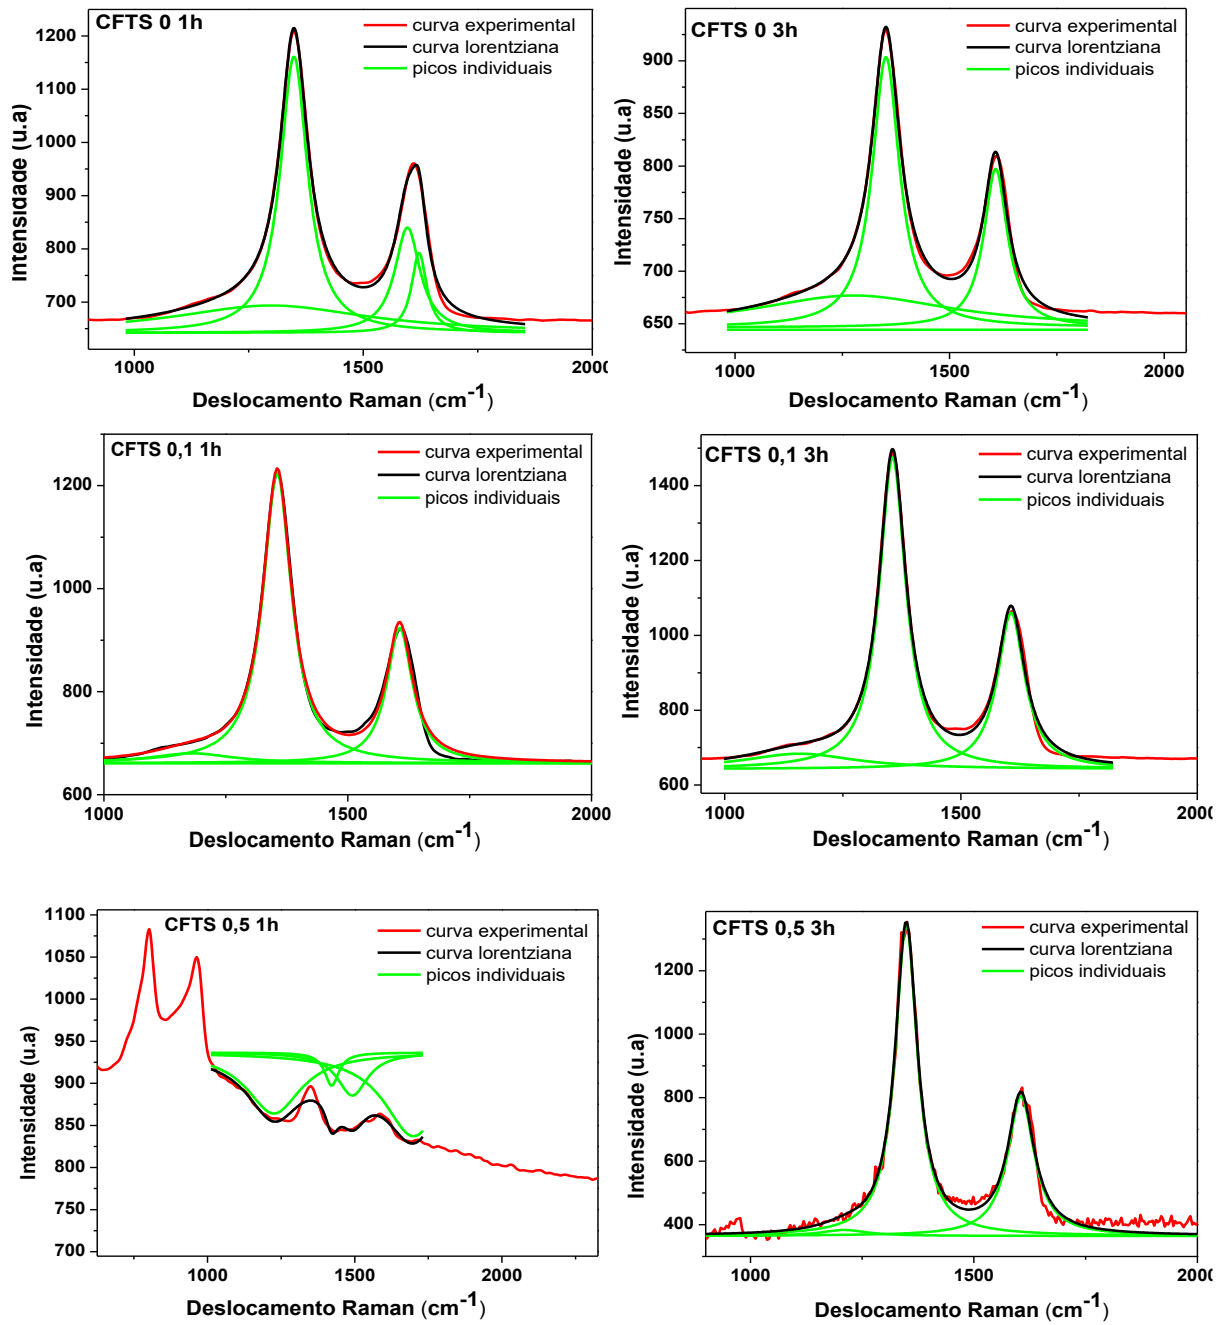 CFTS 0 1h
curva experimental
curva lorentziana
picos individuais
Intensidade (u.a)
1200
1100
1000
900
800
700
1000
1500
2000
Deslocamento Raman (cm-1)
CFTS 0 3h
curva experimental
curva lorentziana
picos individuais
Intensidade (u.a)
900
850
800
750
700
650
1000
1500
2000
Deslocamento Raman (cm-1)
CFTS 0,1 1h
curva experimental
curva lorentziana
picos individuais
Intensidade (u.a)
1200
1000
800
600
1000
1500
2000
Deslocamento Raman (cm-1)
CFTS 0,1 3h
curva experimental
curva lorentziana
picos individuais
Intensidade (u.a)
1400
1200
1000
800
600
1000
1500
2000
Deslocamento Raman (cm-1)
CFTS 0,5 1h
curva experimental
curva lorentziana
picos individuais
Intensidade (u.a)
1100
1050
1000
950
900
850
800
750
700
1000
1500
2000
Deslocamento Raman (cm-1)
CFTS 0,5 3h
curva experimental
curva lorentziana
picos individuais
Intensidade (u.a)
1200
1000
800
600
400
1000
1500
2000
Deslocamento Raman (cm-1)